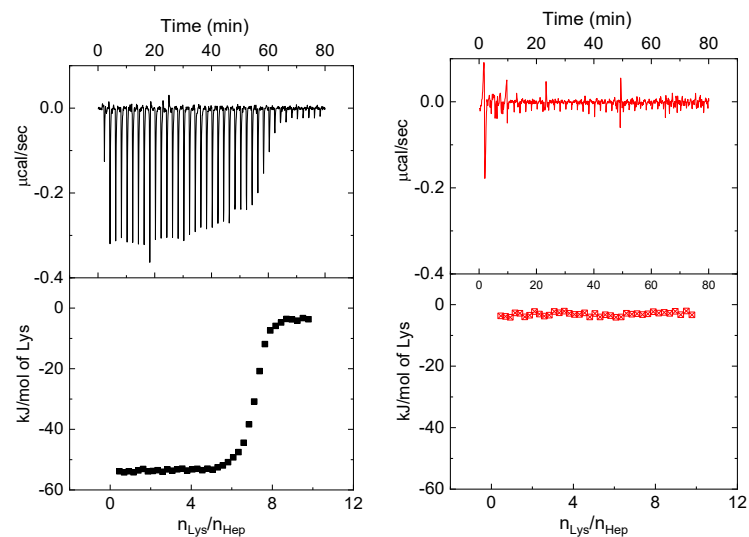 Time (min)
0 20 40 60 80
0.0
-0.2
-0.4
μcal/sec
0
-20
-40
-60
kJ/mol of Lys
0 4 8 12
n_Lys/n_Hep
Time (min)
0 10 20 40 60 80
0.0
-0.2
-0.4
μcal/sec
0 20 40 60 80
0
-20
-40
-60
kJ/mol of Lys
0 4 8 12
n_Lys/n_Hep